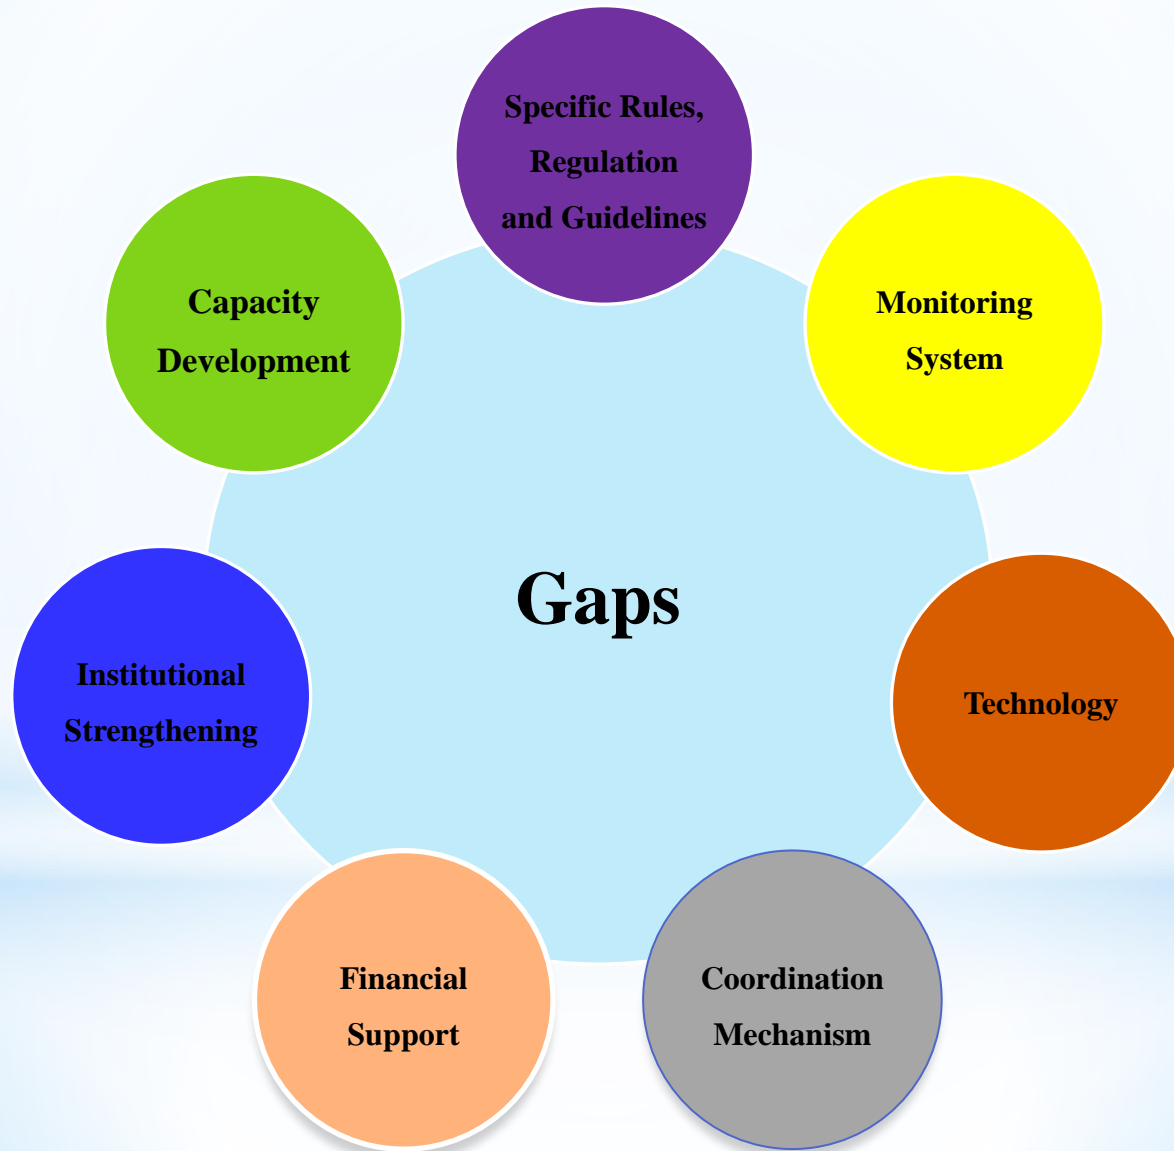 Specific Rules,
Regulation
and Guidelines
Capacity
Development
Monitoring
System
Gaps
Institutional
Strengthening
Technology
Financial
Support
Coordination
Mechanism